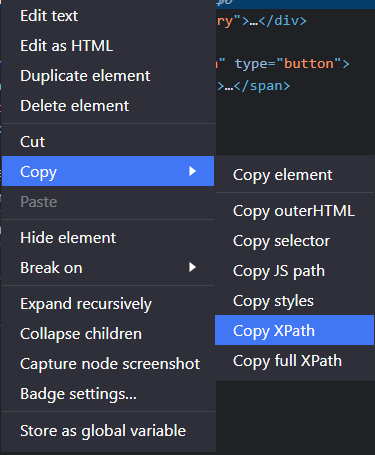 $0
Edit text
ry">…</div>
Edit as HTML
Duplicate element
" type="button">
Delete element
>…</span>
Cut
Copy
Copy element
Paste
Copy outerHTML
Hide element
Copy selector
Break on
Copy JS path
Expand recursively
Copy styles
Collapse children
Copy XPath
Capture node screenshot
Copy full XPath
Badge settings...
Store as global variable